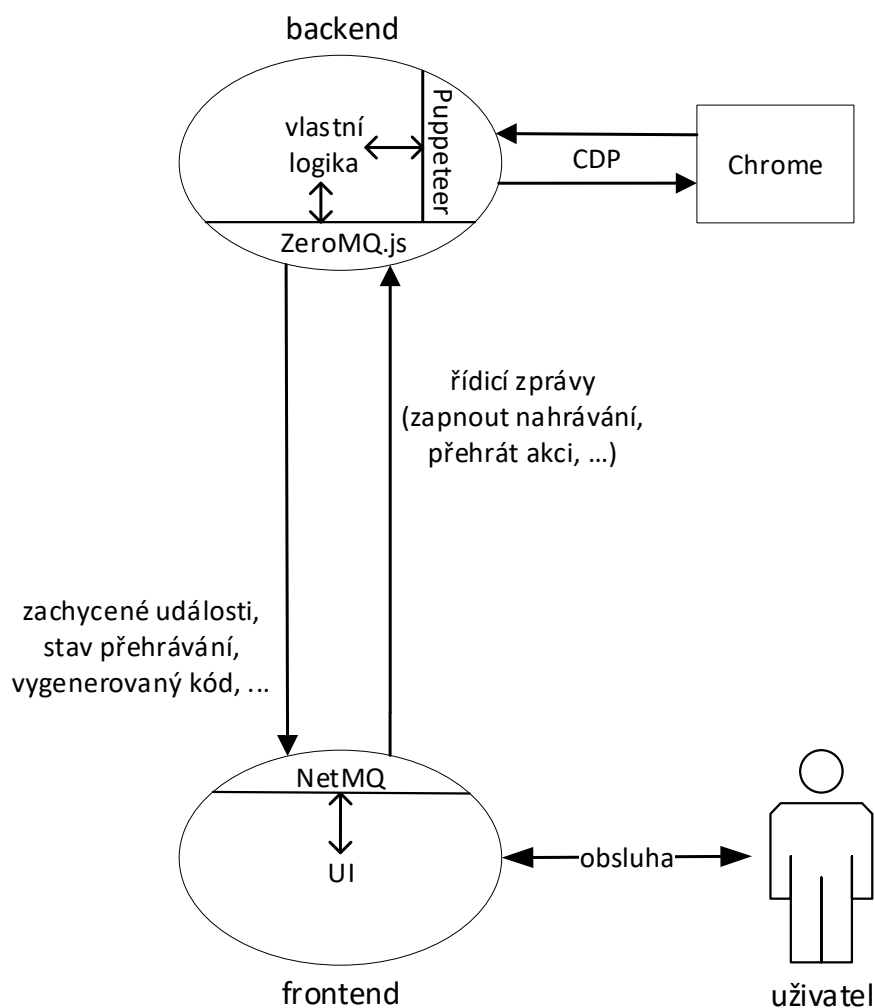 backend
vlastní
logika
Puppeteer
ZeroMQ.js
CDP
Chrome
řídicí zprávy
(zapnout nahrávání,
přehrát akci, ...)
zachycené události,
stav přehrávání,
vygenerovaný kód, ...
NetMQ
UI
obsluha
frontend
uživatel